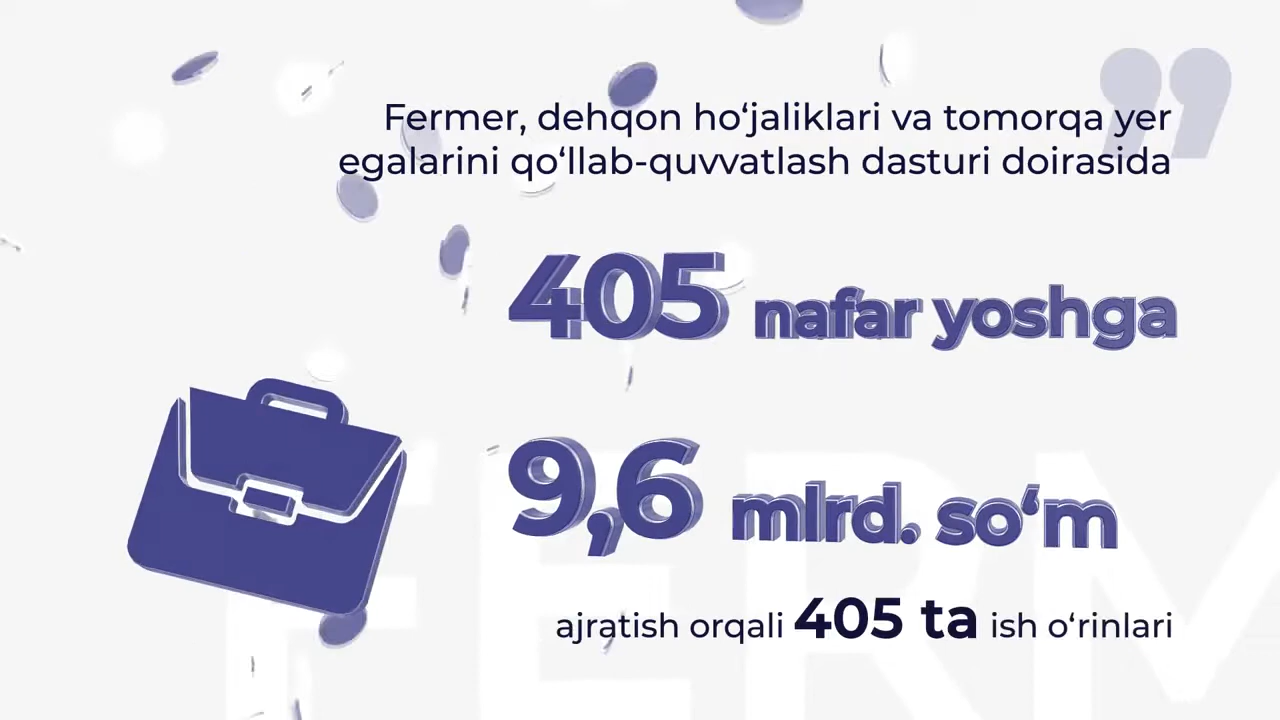 Fermer, dehqon ho‘jaliklari va tomorqa yer
egalarini qo‘llab-quvvatlash dasturi doirasida
405 nafar yoshga
9,6 mlrd. so‘m
ajratish orqali 405 ta ish o‘rinlari
FERM